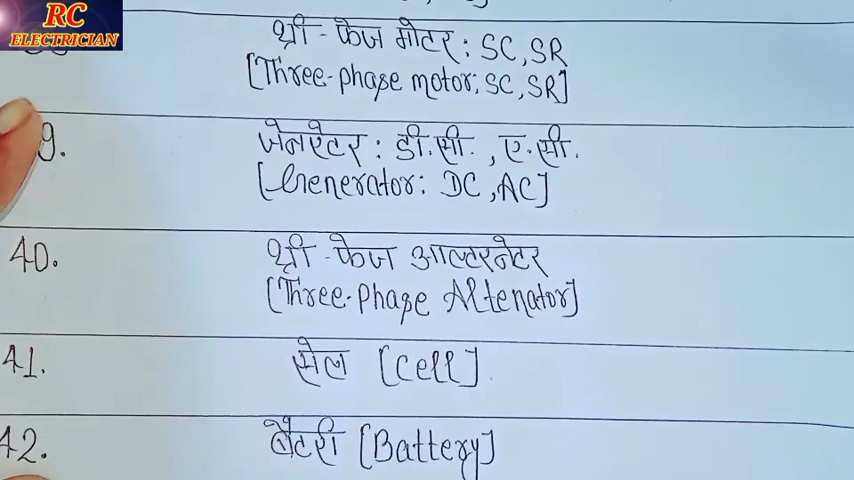 RC
ELECTRICIAN
थ्री - फेज मोटर : SC, SR
[Three-phase motor: SC, SR]
9.
जेनरेटर : डी.सी. , ए.सी.
[Generator: DC, AC]
40.
थ्री - फेज आल्टरनेटर
[Three-Phase Altenator]
41.
सेल [Cell]
42.
बैटरी [Battery]